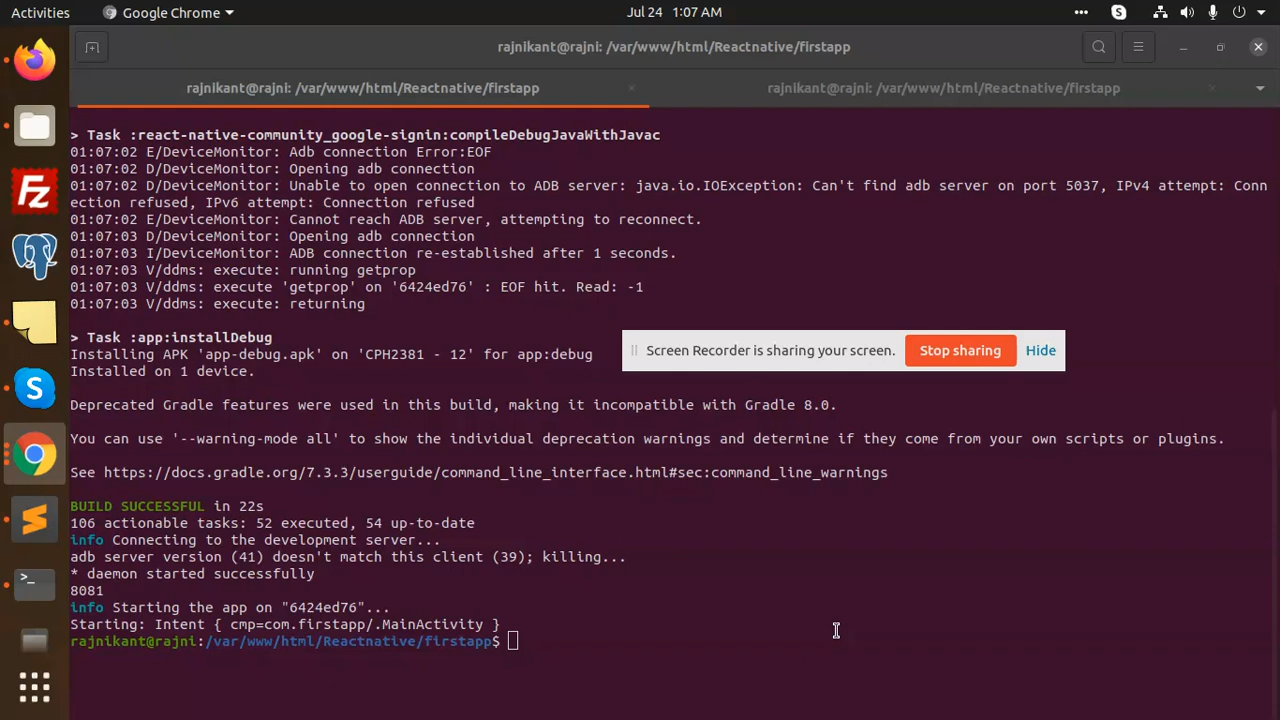 Activities
Google Chrome
Jul 24 1:07 AM
rajnikant@rajni: /var/www/html/Reactnative/firstapp
rajnikant@rajni: /var/www/html/Reactnative/firstapp
rajnikant@rajni: /var/www/html/Reactnative/firstapp
> Task :react-native-community_google-signin:compileDebugJavaWithJavac
01:07:02 E/DeviceMonitor: Adb connection Error:EOF
01:07:02 D/DeviceMonitor: Opening adb connection
01:07:02 D/DeviceMonitor: Unable to open connection to ADB server: java.io.IOException: Can't find adb server on port 5037, IPv4 attempt: Conn
ection refused, IPv6 attempt: Connection refused
01:07:02 E/DeviceMonitor: Cannot reach ADB server, attempting to reconnect.
01:07:03 D/DeviceMonitor: Opening adb connection
01:07:03 I/DeviceMonitor: ADB connection re-established after 1 seconds.
01:07:03 V/ddms: execute: running getprop
01:07:03 V/ddms: execute 'getprop' on '6424ed76' : EOF hit. Read: -1
01:07:03 V/ddms: execute: returning
> Task :app:installDebug
Installing APK 'app-debug.apk' on 'CPH2381 - 12' for app:debug
Installed on 1 device.
Screen Recorder is sharing your screen.
Stop sharing
Hide
Deprecated Gradle features were used in this build, making it incompatible with Gradle 8.0.
You can use '--warning-mode all' to show the individual deprecation warnings and determine if they come from your own scripts or plugins.
See https://docs.gradle.org/7.3.3/userguide/command_line_interface.html#sec:command_line_warnings
BUILD SUCCESSFUL in 22s
106 actionable tasks: 52 executed, 54 up-to-date
info Connecting to the development server...
adb server version (41) doesn't match this client (39); killing...
* daemon started successfully
8081
info Starting the app on "6424ed76"...
Starting: Intent { cmp=com.firstapp/.MainActivity }
rajnikant@rajni:/var/www/html/Reactnative/firstapp$